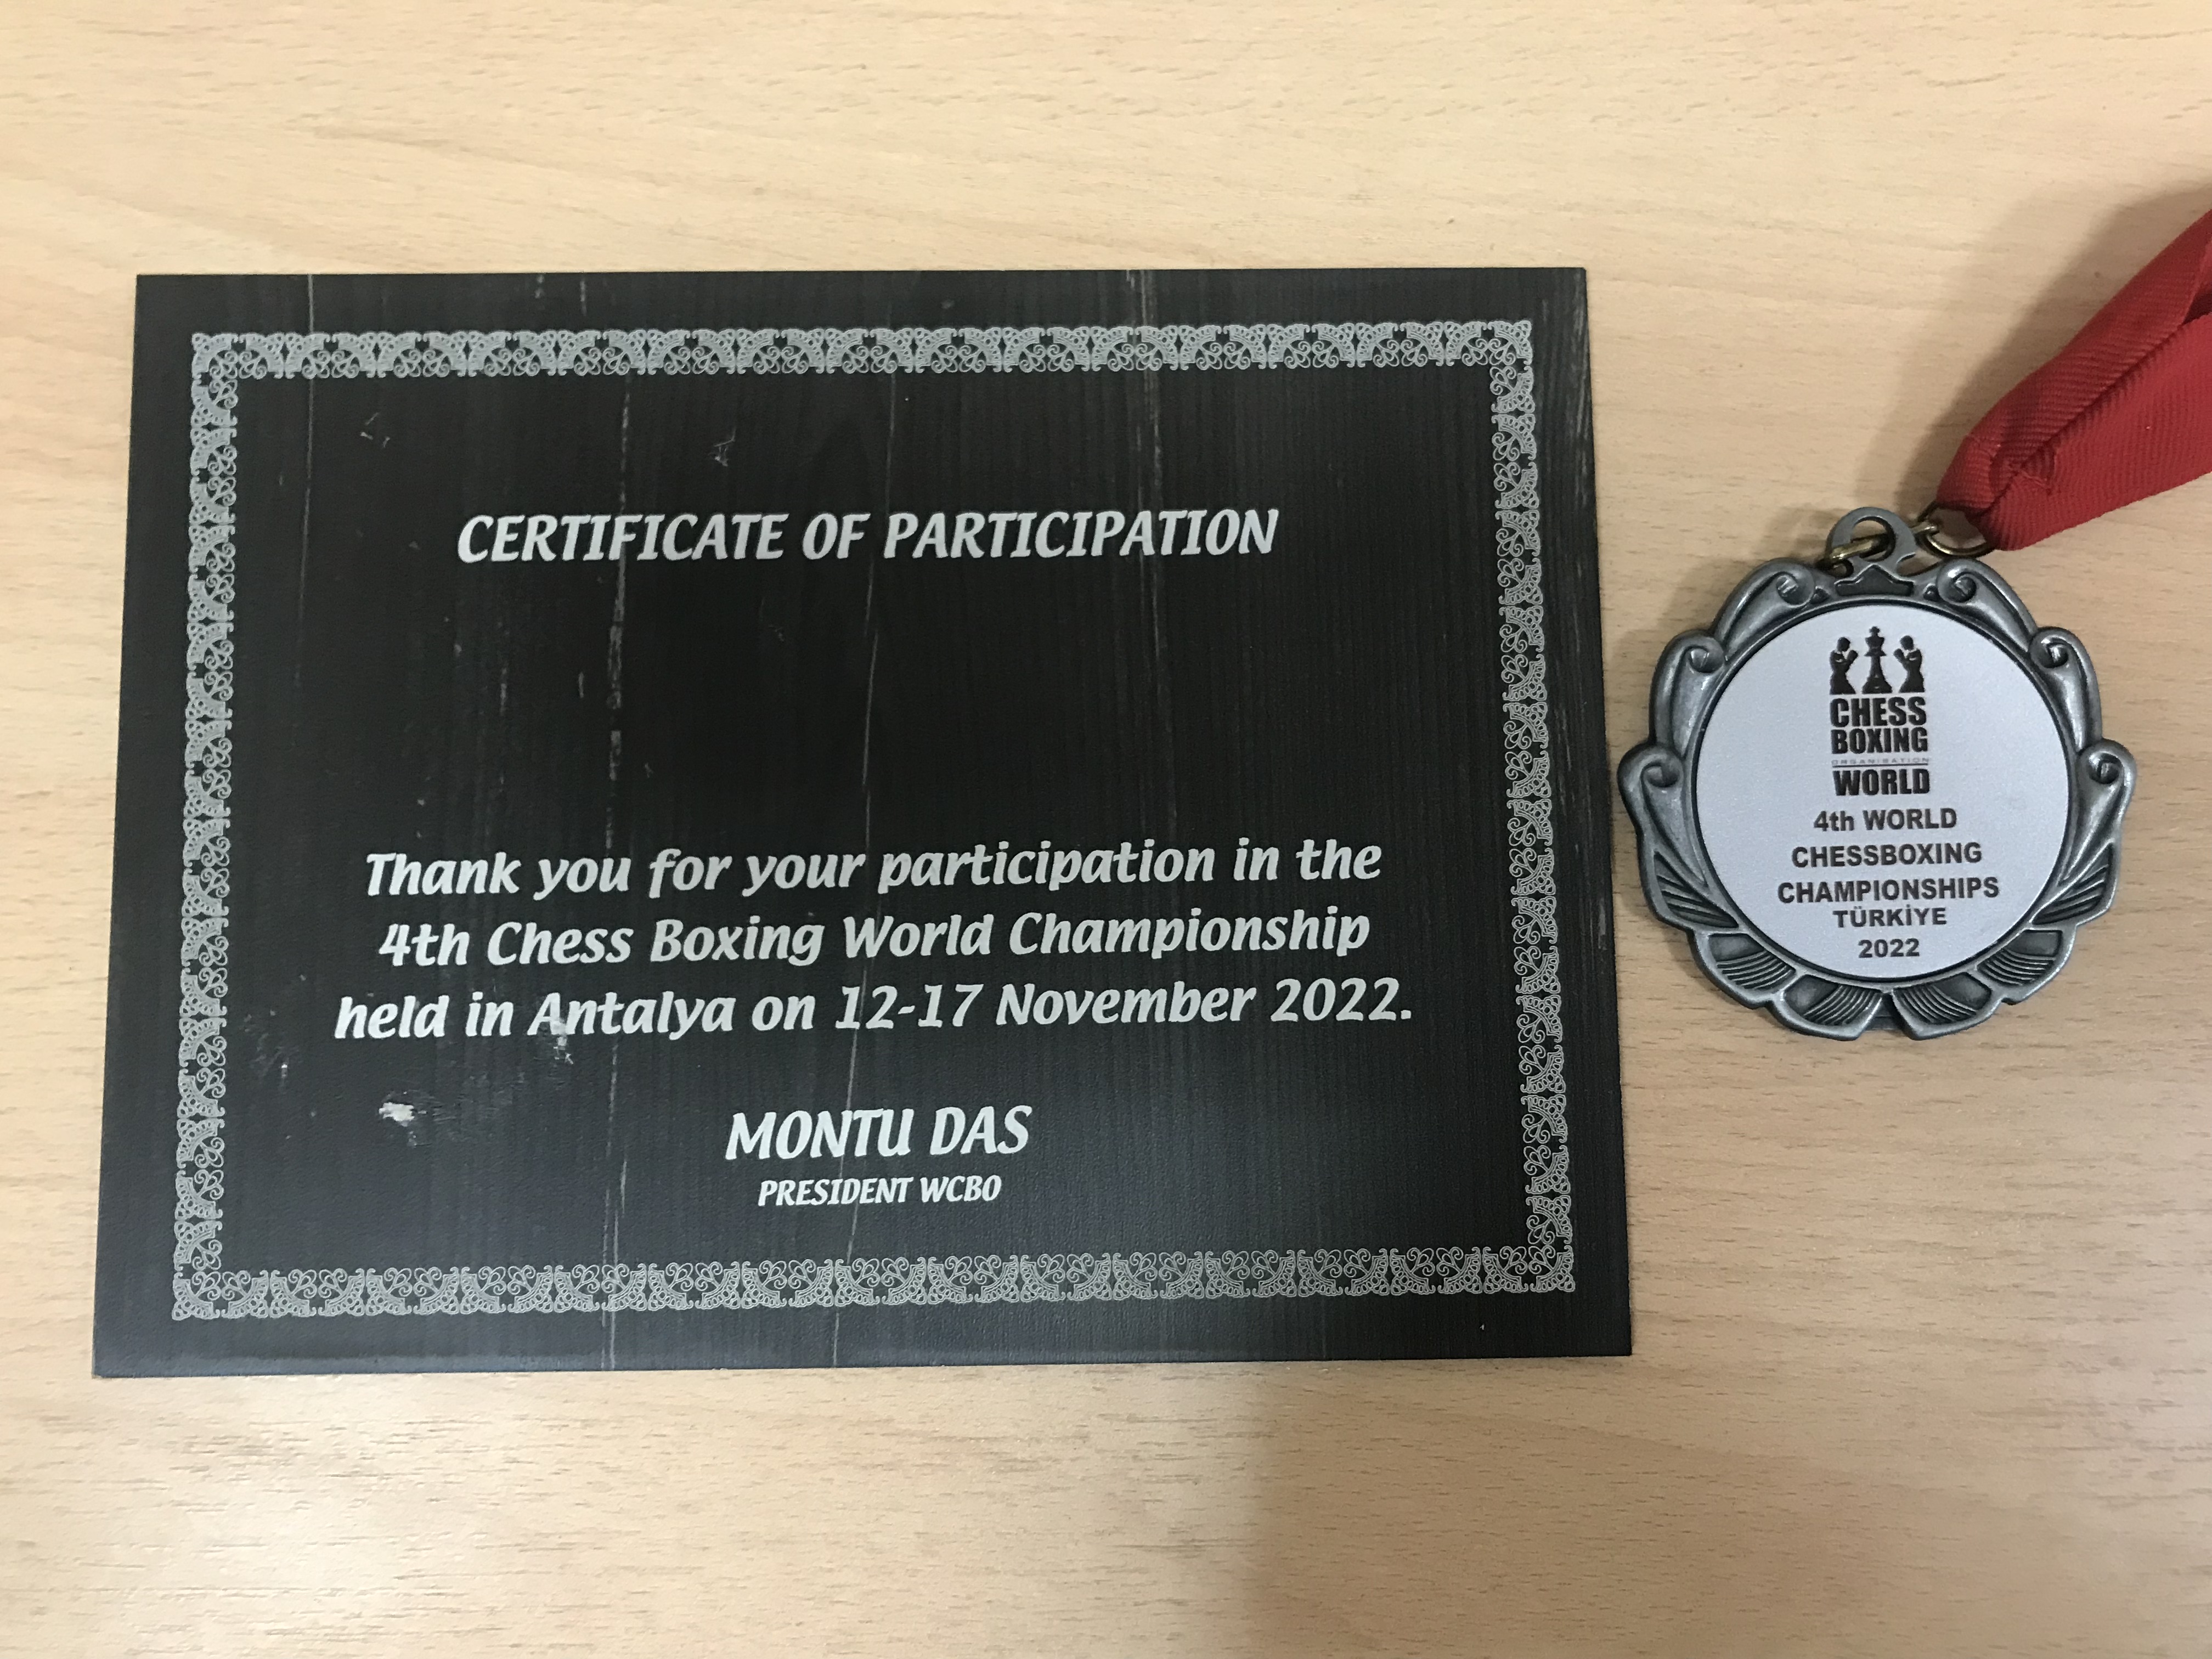 CERTIFICATE OF PARTICIPATION
Thank you for your participation in the
4th Chess Boxing World Championship
held in Antalya on 12-17 November 2022.
MONTU DAS
PRESIDENT WCBO
CHESS
BOXING
ORGANISATION
WORLD
4th WORLD
CHESSBOXING
CHAMPIONSHIPS
TÜRKİYE
2022